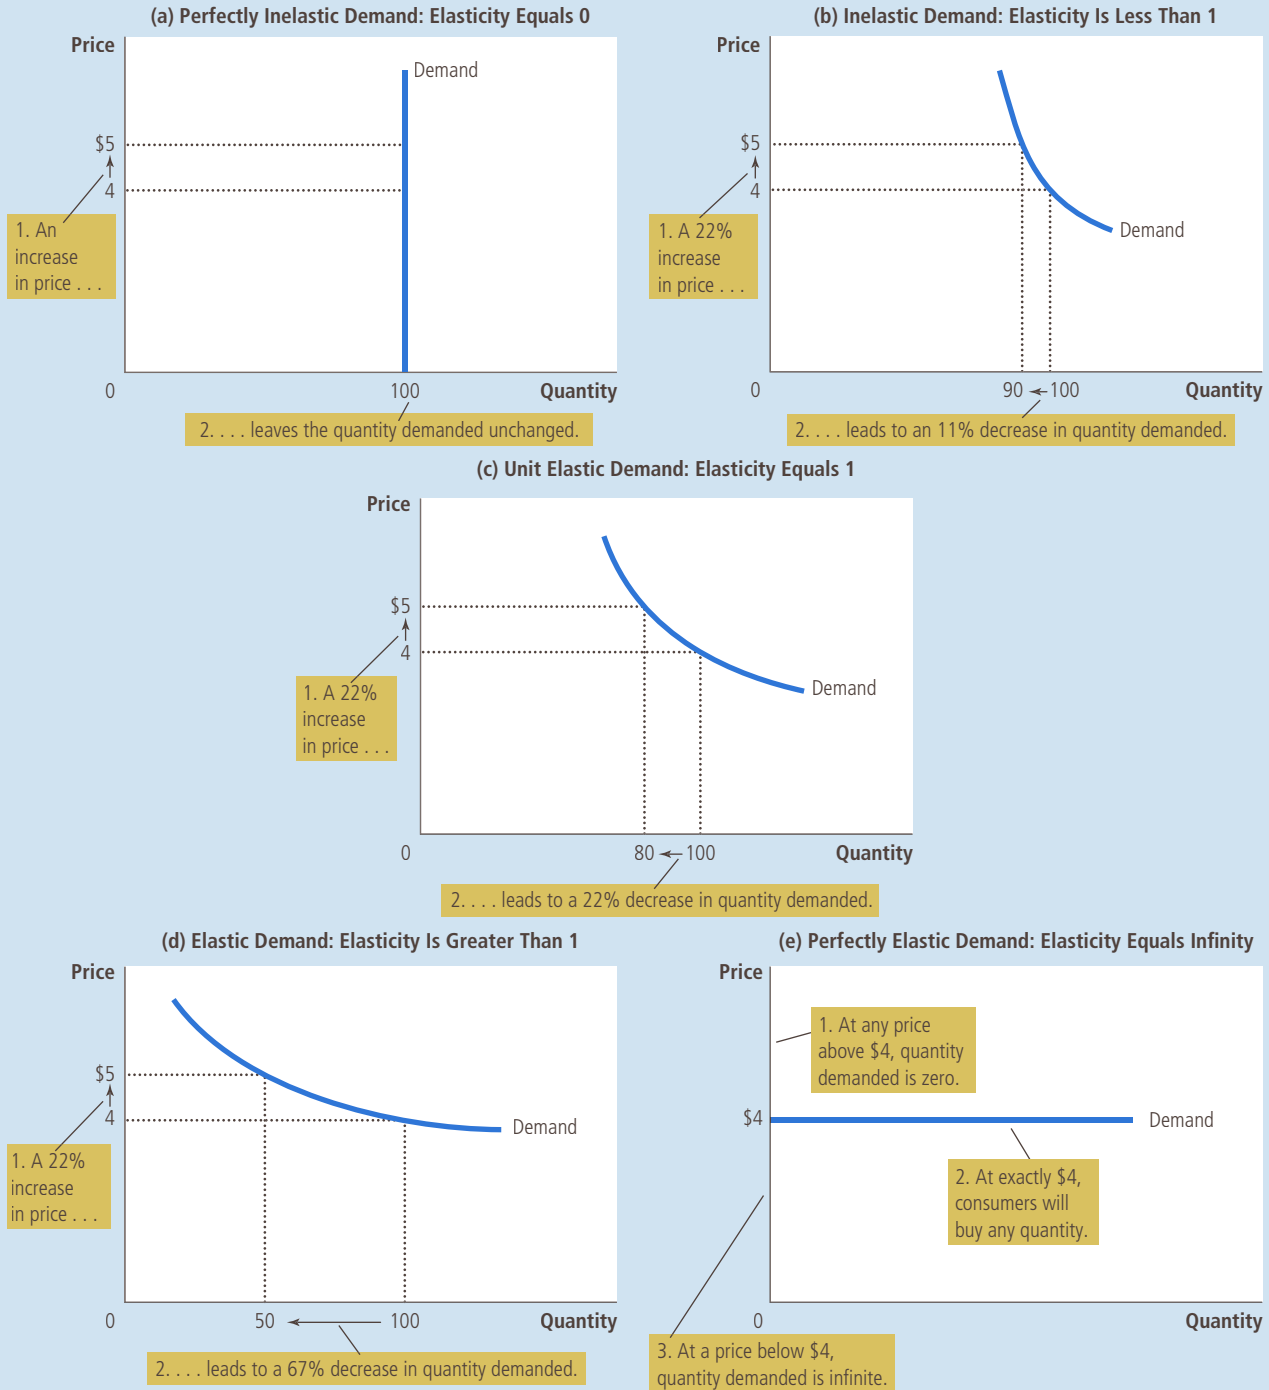 (a) Perfectly Inelastic Demand: Elasticity Equals 0
Price
Demand
$5
4
1. An
increase
in price . . .
0
100
Quantity
2. . . . leaves the quantity demanded unchanged.
(b) Inelastic Demand: Elasticity Is Less Than 1
Price
$5
4
1. A 22%
increase
in price . . .
Demand
0
90
100
Quantity
2. . . . leads to an 11% decrease in quantity demanded.
(c) Unit Elastic Demand: Elasticity Equals 1
Price
$5
4
1. A 22%
increase
in price . . .
Demand
0
80
100
Quantity
2. . . . leads to a 22% decrease in quantity demanded.
(d) Elastic Demand: Elasticity Is Greater Than 1
Price
$5
4
Demand
1. A 22%
increase
in price . . .
0
50
100
Quantity
2. . . . leads to a 67% decrease in quantity demanded.
(e) Perfectly Elastic Demand: Elasticity Equals Infinity
Price
1. At any price
above $4, quantity
demanded is zero.
$4
Demand
2. At exactly $4,
consumers will
buy any quantity.
0
Quantity
3. At a price below $4,
quantity demanded is infinite.